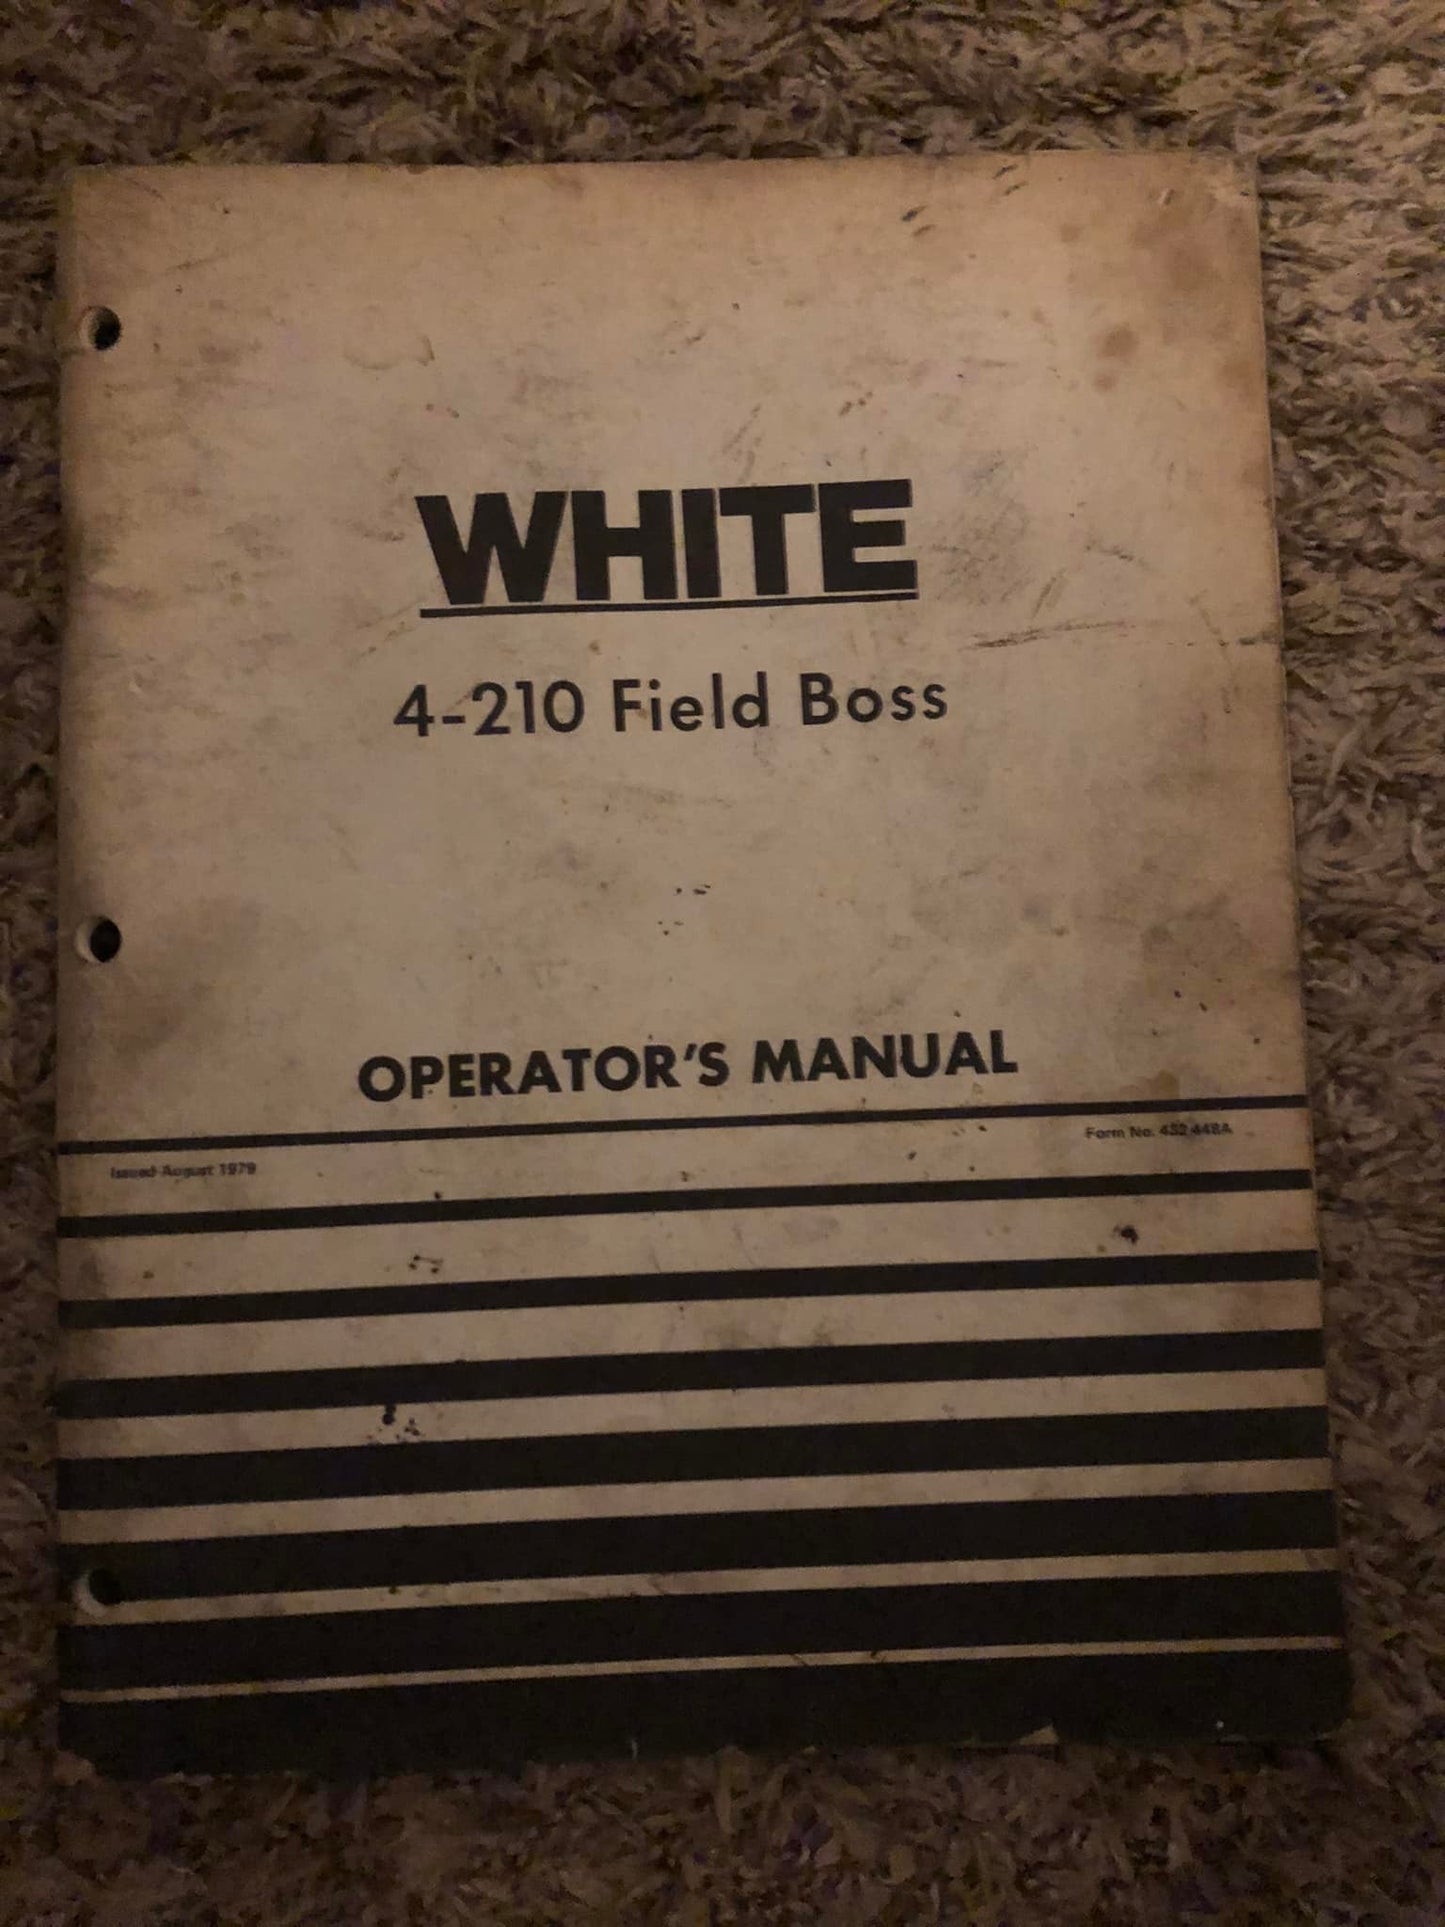 WHITE
4-210 Field Boss
OPERATOR'S MANUAL
Issued August 1979
Form No. 432 448A